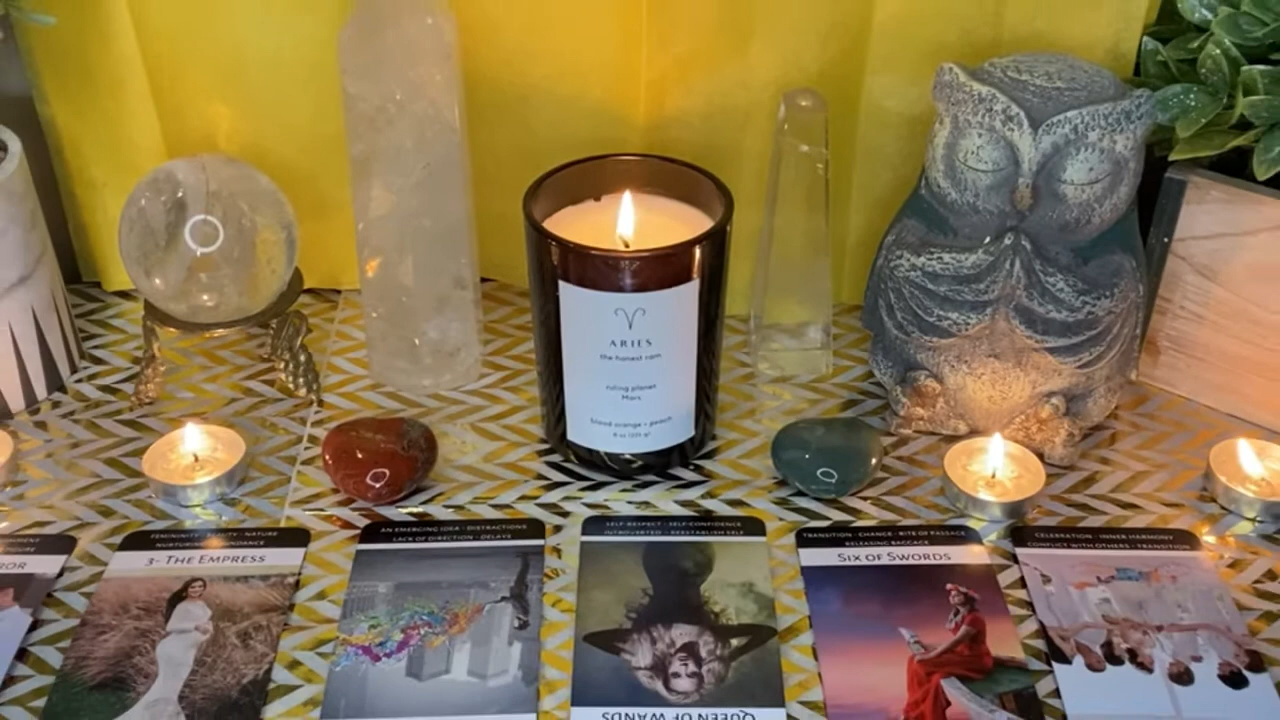 ARIES
the honest ram
ruling planet
Mars
blood orange + peach
FEMININITY - BEAUTY - NATURE
3- THE EMPRESS
AN EMERGING IDEA - DISTRACTIONS
LACK OF DIRECTION - DELAYS
SELF-RESPECT - SELF-CONFIDENCE
INTROVERTED - REESTABLISH SELF
QUEEN OF WANDS
TRANSITION - CHANGE - RITE OF PASSAGE
RELEASING BAGGAGE
SIX OF SWORDS
CELEBRATION - INNER HARMONY
CONFLICT WITH OTHERS - TRANSITION